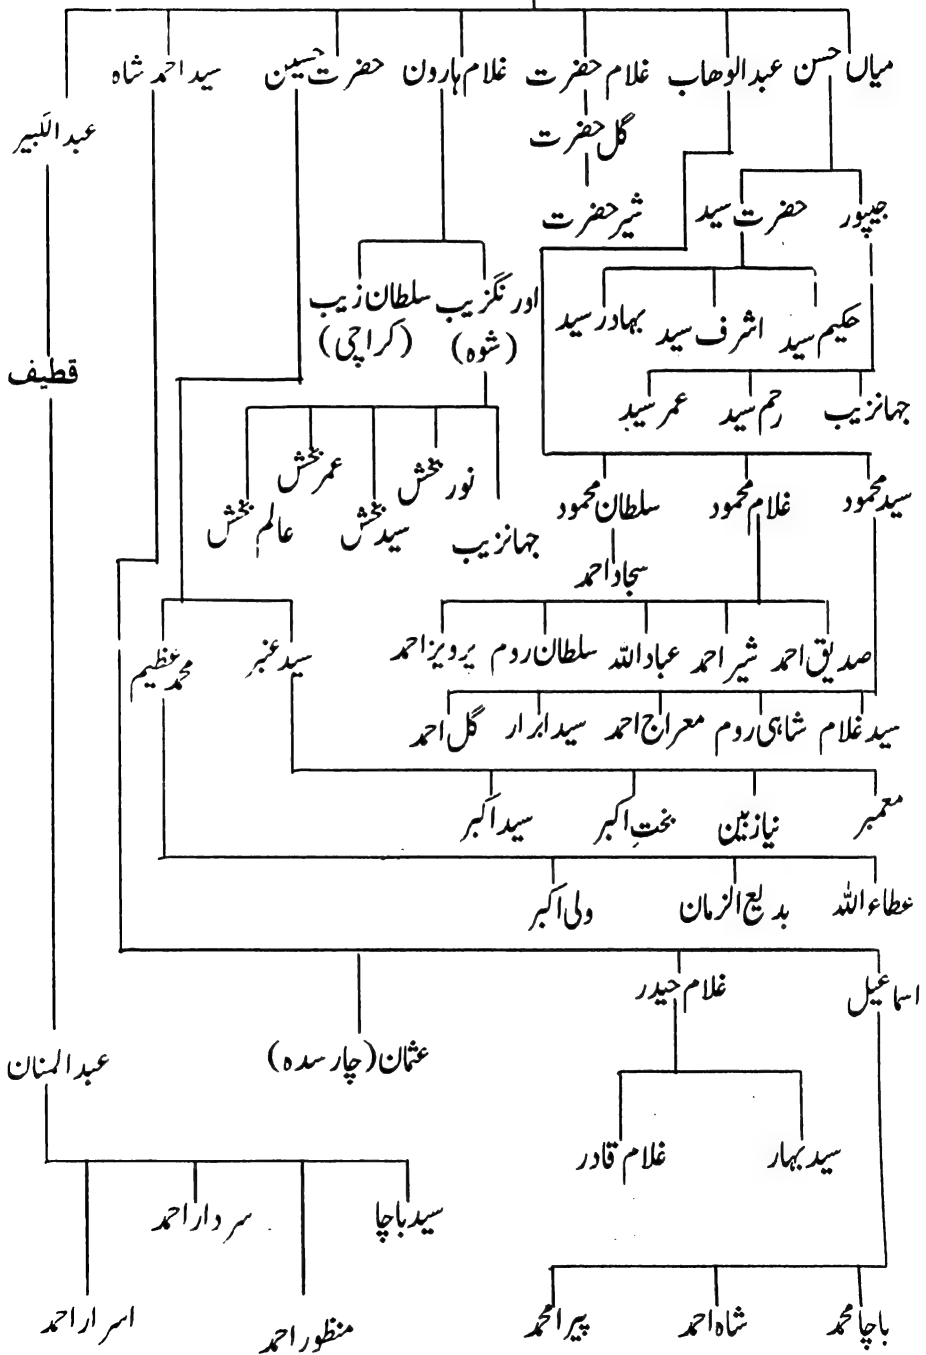 میاں حسن عبدالوھاب غلام حضرت غلام ہارون حضرت حسین سید احمد شاہ
عبدالکبیر
گل حضرت
شیر حضرت
جیپور حضرت سید
اورنگزیب سلطان زیب
(شوہ) (کراچی)
حکیم سید اشرف سید بہادر سید
قطیف
جہانزیب رحم سید عمر سید
نور بخش عمر بخش
سید محمود غلام محمود سلطان محمود
جہانزیب سید بخش عالم بخش
سجاد احمد
صدیق احمد شیر احمد عباد اللہ سلطان روم پرویز احمد
سید عنبر محمد عظیم
سید غلام شاہی روم معراج احمد سید ابرار گل احمد
معمبر نیاز بین بخت اکبر سید اکبر
عطاء اللہ بدیع الزمان ولی اکبر
اسماعیل غلام حیدر
عثمان (چارسدہ)
عبدالمنان
سید بہار غلام قادر
سید باچا سردار احمد
باچا محمد شاہ احمد پیر محمد
منظور احمد اسرار احمد